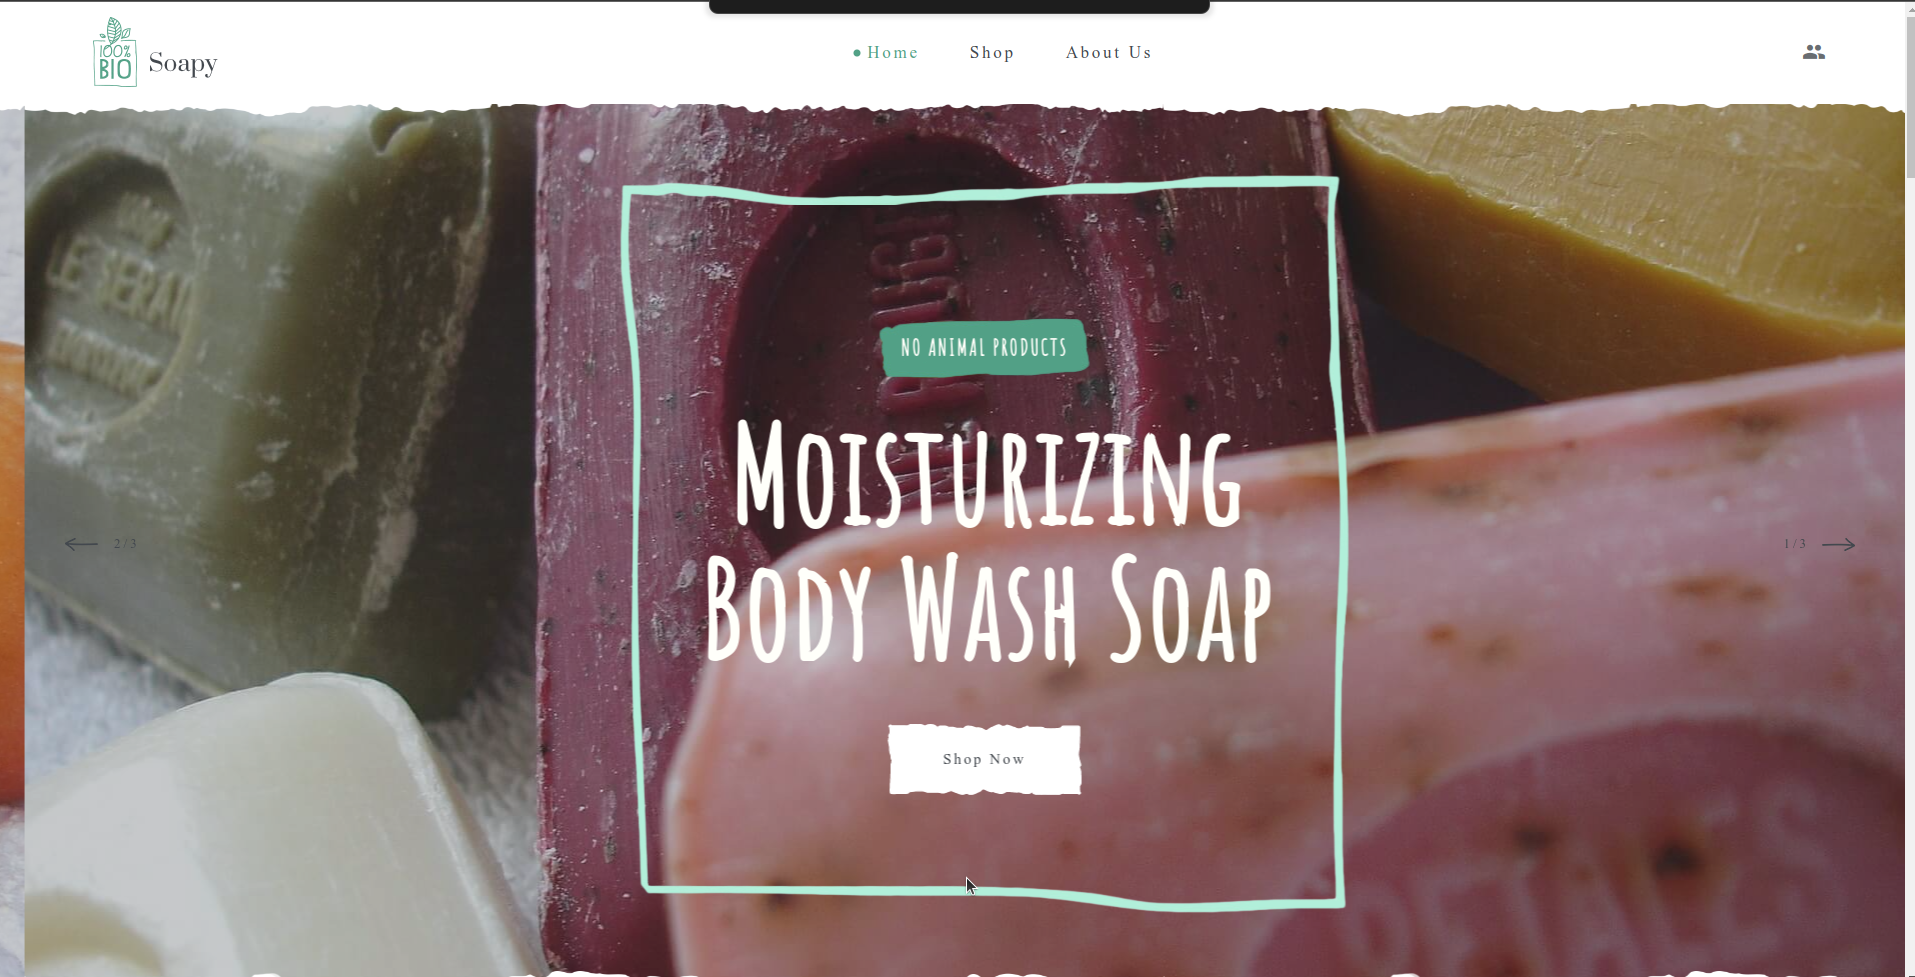 100%
BIO
Soapy
Home
Shop
About Us
NO ANIMAL PRODUCTS
MOISTURIZING
BODY WASH SOAP
2/3
1/3
Shop Now
PETALES